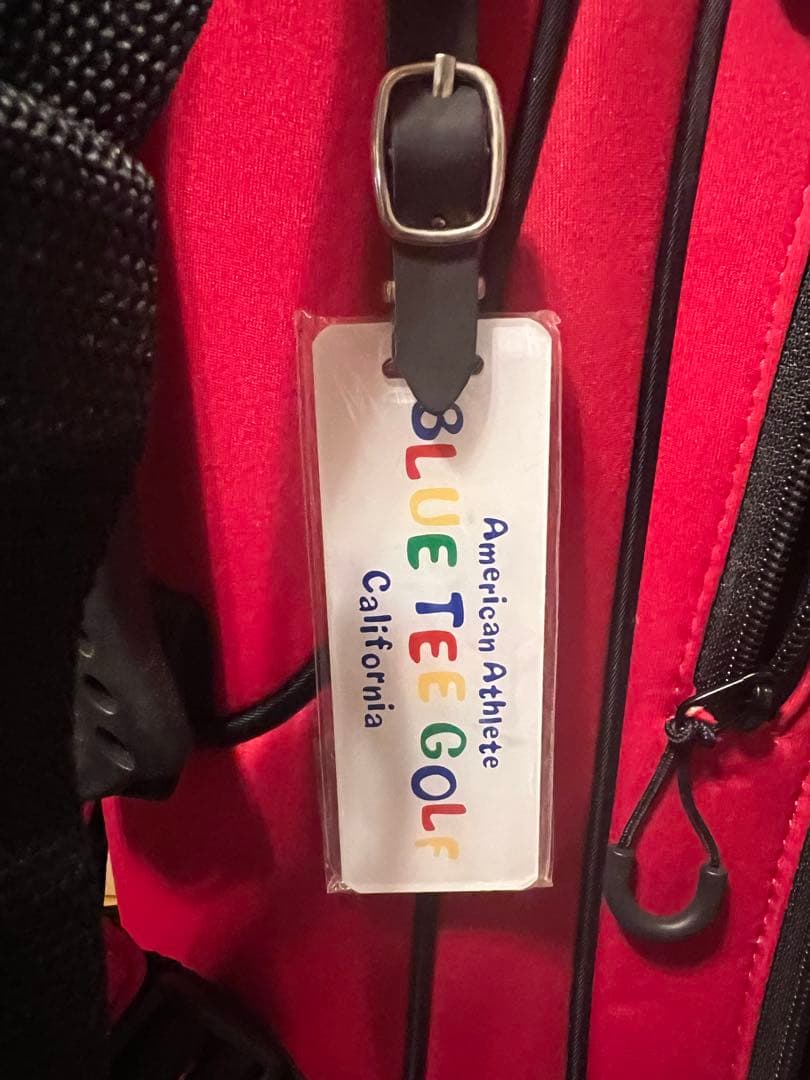 American Athlete
BLUE TEE GOLF
California